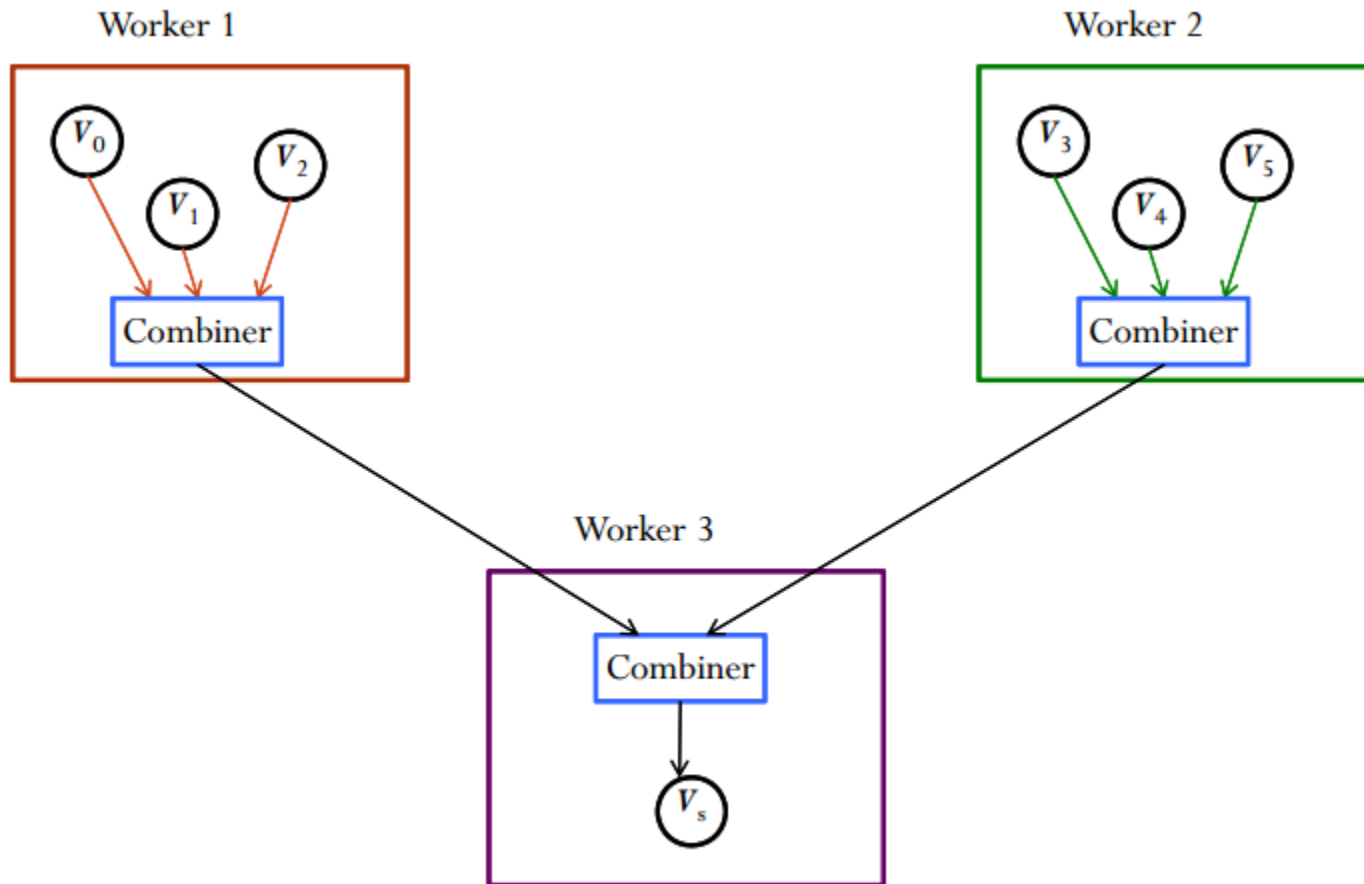 Worker 1
Worker 2
V0
V1
V2
V3
V4
V5
Combiner
Combiner
Worker 3
Combiner
Vs